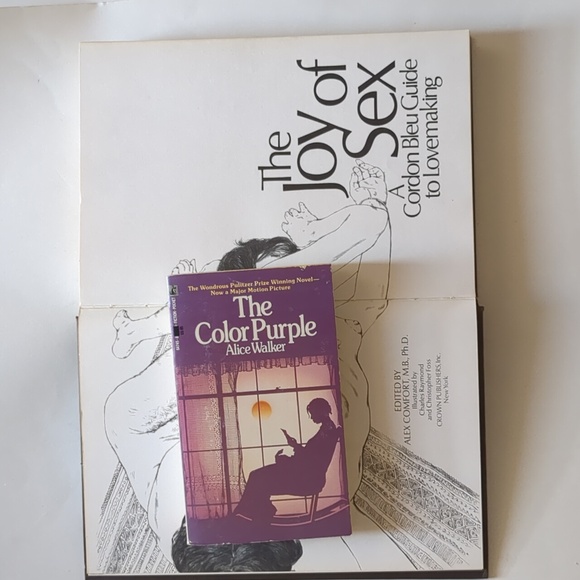 The
Joy of
Sex
A
Cordon Bleu Guide
to Lovemaking
EDITED BY
ALEX COMFORT, M.B., Ph.D.
Illustrated by
Charles Raymond
and Christopher Foss
CROWN PUBLISHERS, Inc.
New York
The Wondrous Pulitzer Prize Winning Novel—
Now a Major Motion Picture
The
Color Purple
Alice Walker